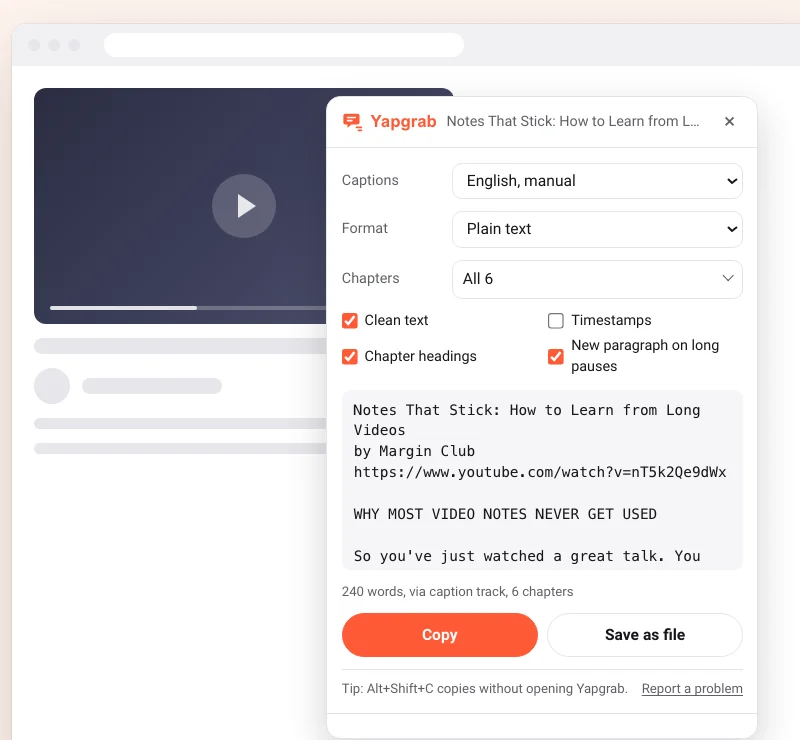 Yapgrab Notes That Stick: How to Learn from L...
Captions English, manual
Format Plain text
Chapters All 6
Clean text Timestamps
Chapter headings New paragraph on long
pauses
Notes That Stick: How to Learn from Long
Videos
by Margin Club
https://www.youtube.com/watch?v=nT5k2Qe9dWx
WHY MOST VIDEO NOTES NEVER GET USED
So you've just watched a great talk. You
240 words, via caption track, 6 chapters
Copy Save as file
Tip: Alt+Shift+C copies without opening Yapgrab. Report a problem